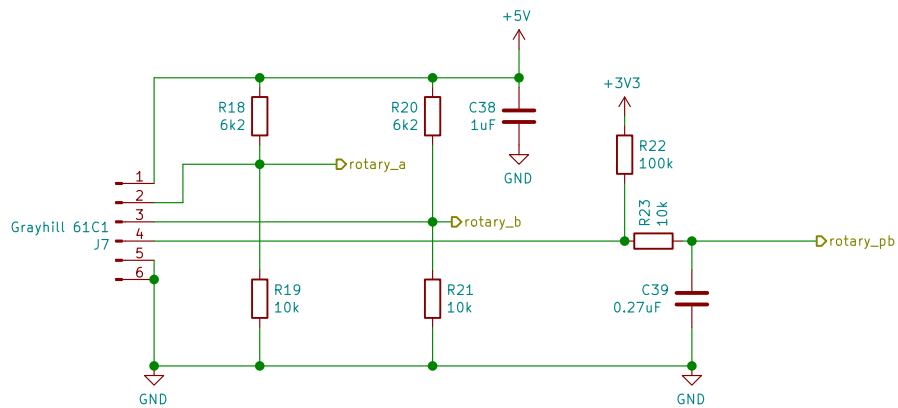 +5V
+3V3
R18
6k2
R20
6k2
C38
1uF
GND
R22
100k
rotary_a
1
2
3
4
5
6
Grayhill 61C1
J7
rotary_b
R23
10k
rotary_pb
R19
10k
R21
10k
C39
0.27uF
GND
GND